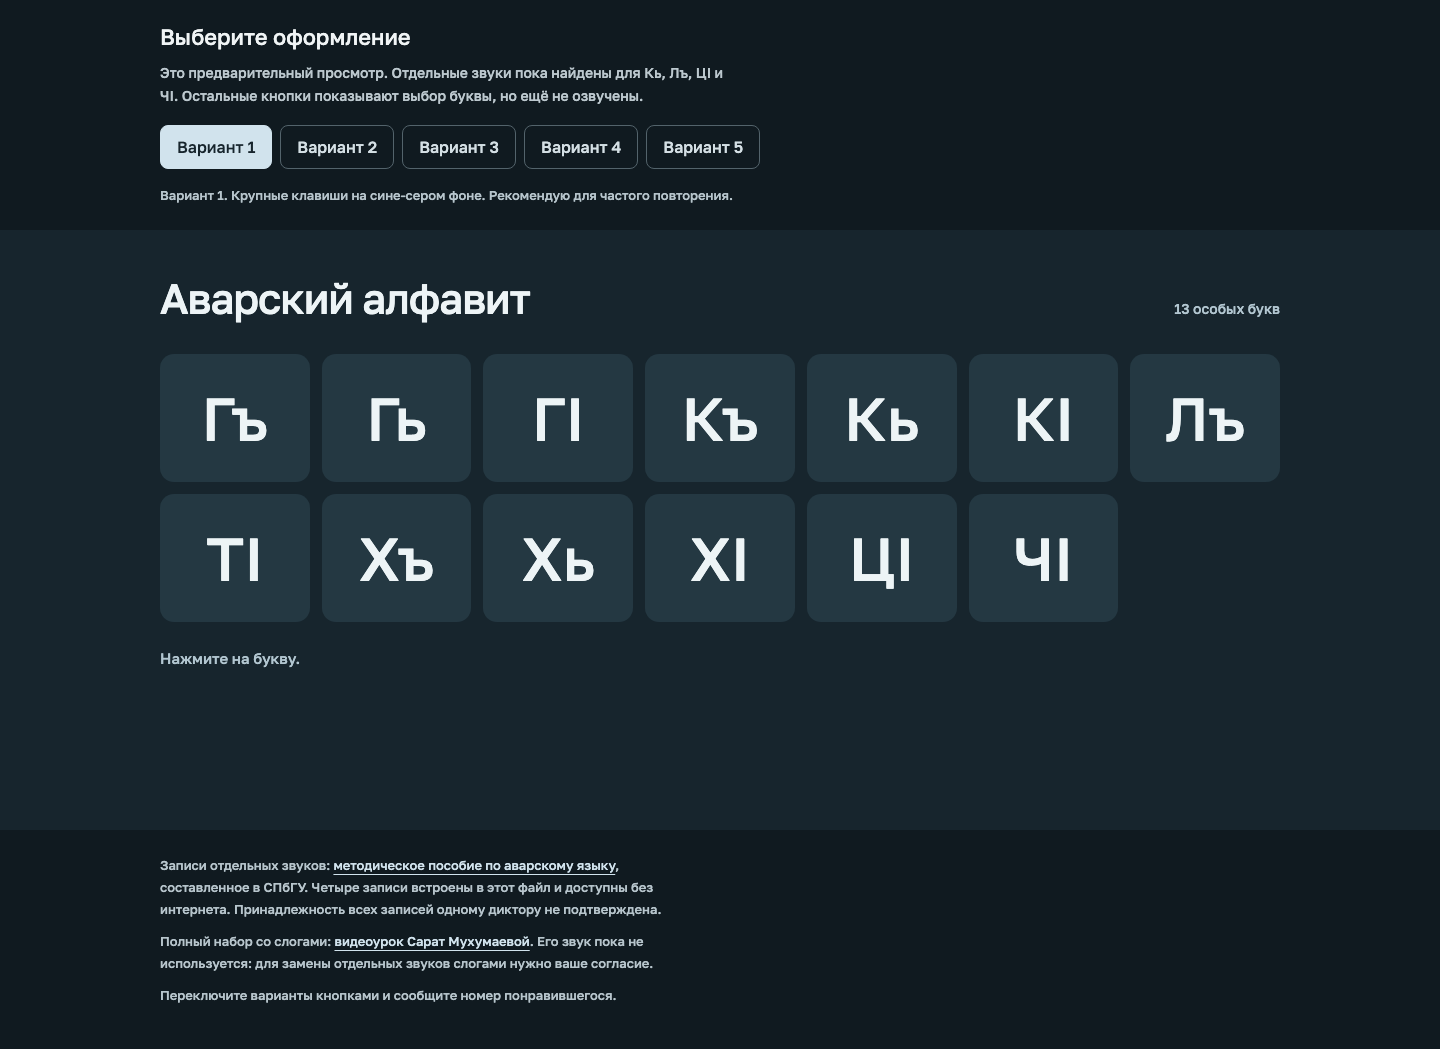 Выберите оформление
Это предварительный просмотр. Отдельные звуки пока найдены для Кь, Лъ, ЦӀ и
ЧӀ. Остальные кнопки показывают выбор буквы, но ещё не озвучены.
Вариант 1 Вариант 2 Вариант 3 Вариант 4 Вариант 5
Вариант 1. Крупные клавиши на сине-сером фоне. Рекомендую для частого повторения.
Аварский алфавит
13 особых букв
Гъ Гь ГӀ Къ Кь КӀ Лъ
ТӀ Хъ Хь ХӀ ЦӀ ЧӀ
Нажмите на букву.
Записи отдельных звуков: методическое пособие по аварскому языку,
составленное в СПбГУ. Четыре записи встроены в этот файл и доступны без
интернета. Принадлежность всех записей одному диктору не подтверждена.
Полный набор со слогами: видеоурок Сарат Мухумаевой. Его звук пока не
используется: для замены отдельных звуков слогами нужно ваше согласие.
Переключите варианты кнопками и сообщите номер понравившегося.